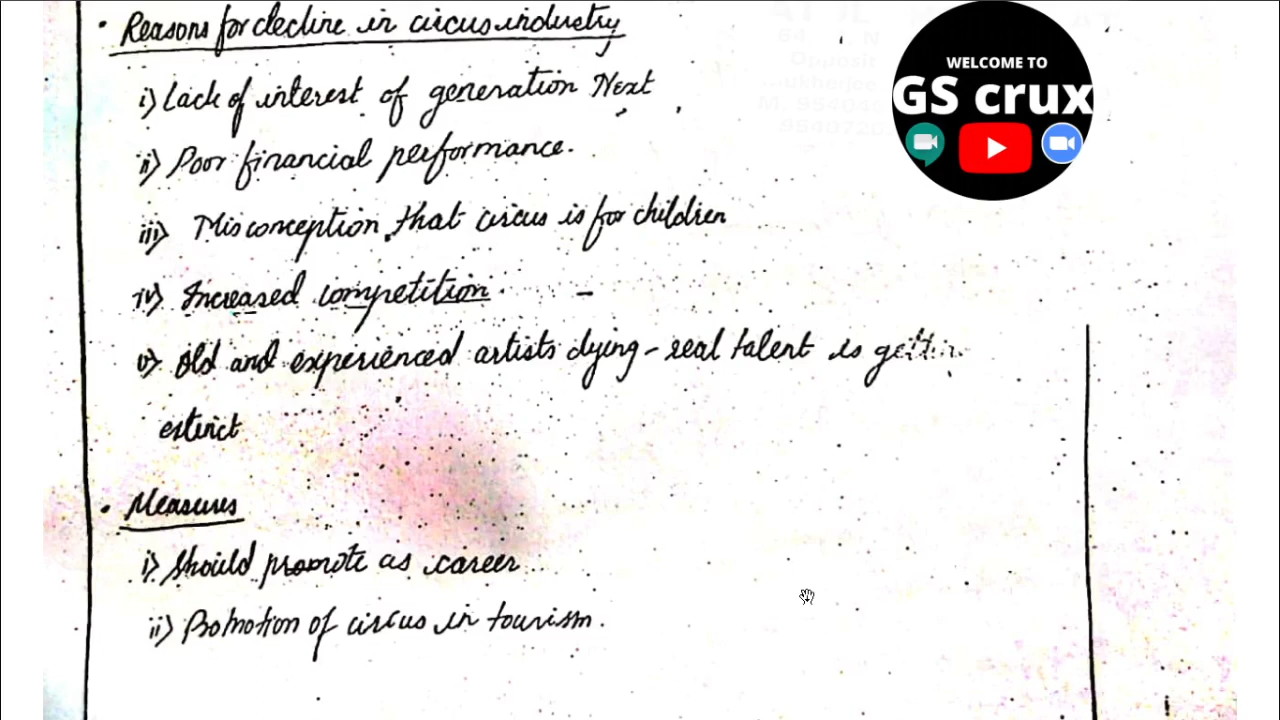 • Reasons for decline in circus industry
i) Lack of interest of generation Next
ii) Poor financial performance.
iii) Misconception that circus is for children
iv) Increased competition. –
v) Old and experienced artists dying – real talent is getting
extinct
• Measures
i) Should promote as career
ii) Promotion of circus in tourism.
WELCOME TO
GS crux